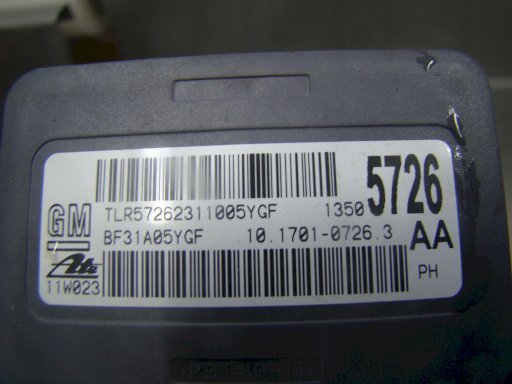 GM
TLR57262311005YGF 1350 5726
BF31A05YGF 10.1701-0726.3 AA
Ate
11W023 PH